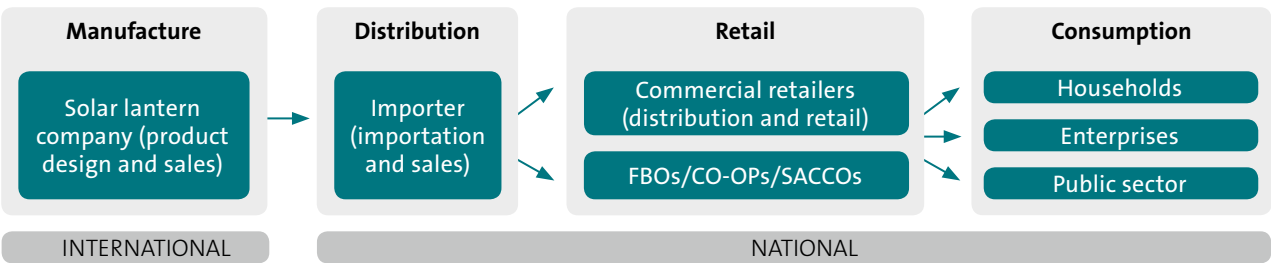 Manufacture
Solar lantern
company (product
design and sales)
Distribution
Importer
(importation
and sales)
Retail
Commercial retailers
(distribution and retail)
FBOs/CO-OPs/SACCOs
Consumption
Households
Enterprises
Public sector
INTERNATIONAL
NATIONAL